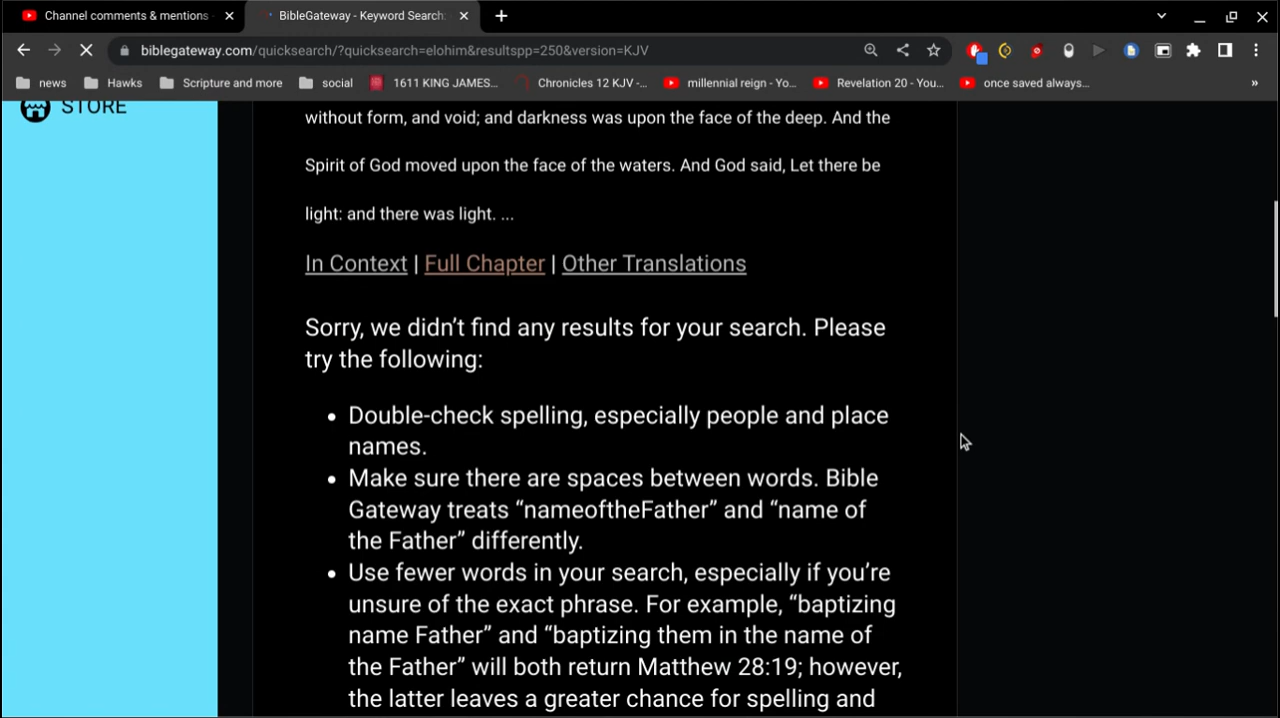 Channel comments & mentions
BibleGateway - Keyword Search:
biblegateway.com/quicksearch/?quicksearch=elohim&resultspp=250&version=KJV
news
Hawks
Scripture and more
social
1611 KING JAMES...
Chronicles 12 KJV -...
millennial reign - Yo...
Revelation 20 - You...
once saved always...
»
STORE
without form, and void; and darkness was upon the face of the deep. And the
Spirit of God moved upon the face of the waters. And God said, Let there be
light: and there was light. ...
In Context | Full Chapter | Other Translations
Sorry, we didn’t find any results for your search. Please
try the following:
• Double-check spelling, especially people and place
names.
• Make sure there are spaces between words. Bible
Gateway treats “nameoftheFather” and “name of
the Father” differently.
• Use fewer words in your search, especially if you’re
unsure of the exact phrase. For example, “baptizing
name Father” and “baptizing them in the name of
the Father” will both return Matthew 28:19; however,
the latter leaves a greater chance for spelling and